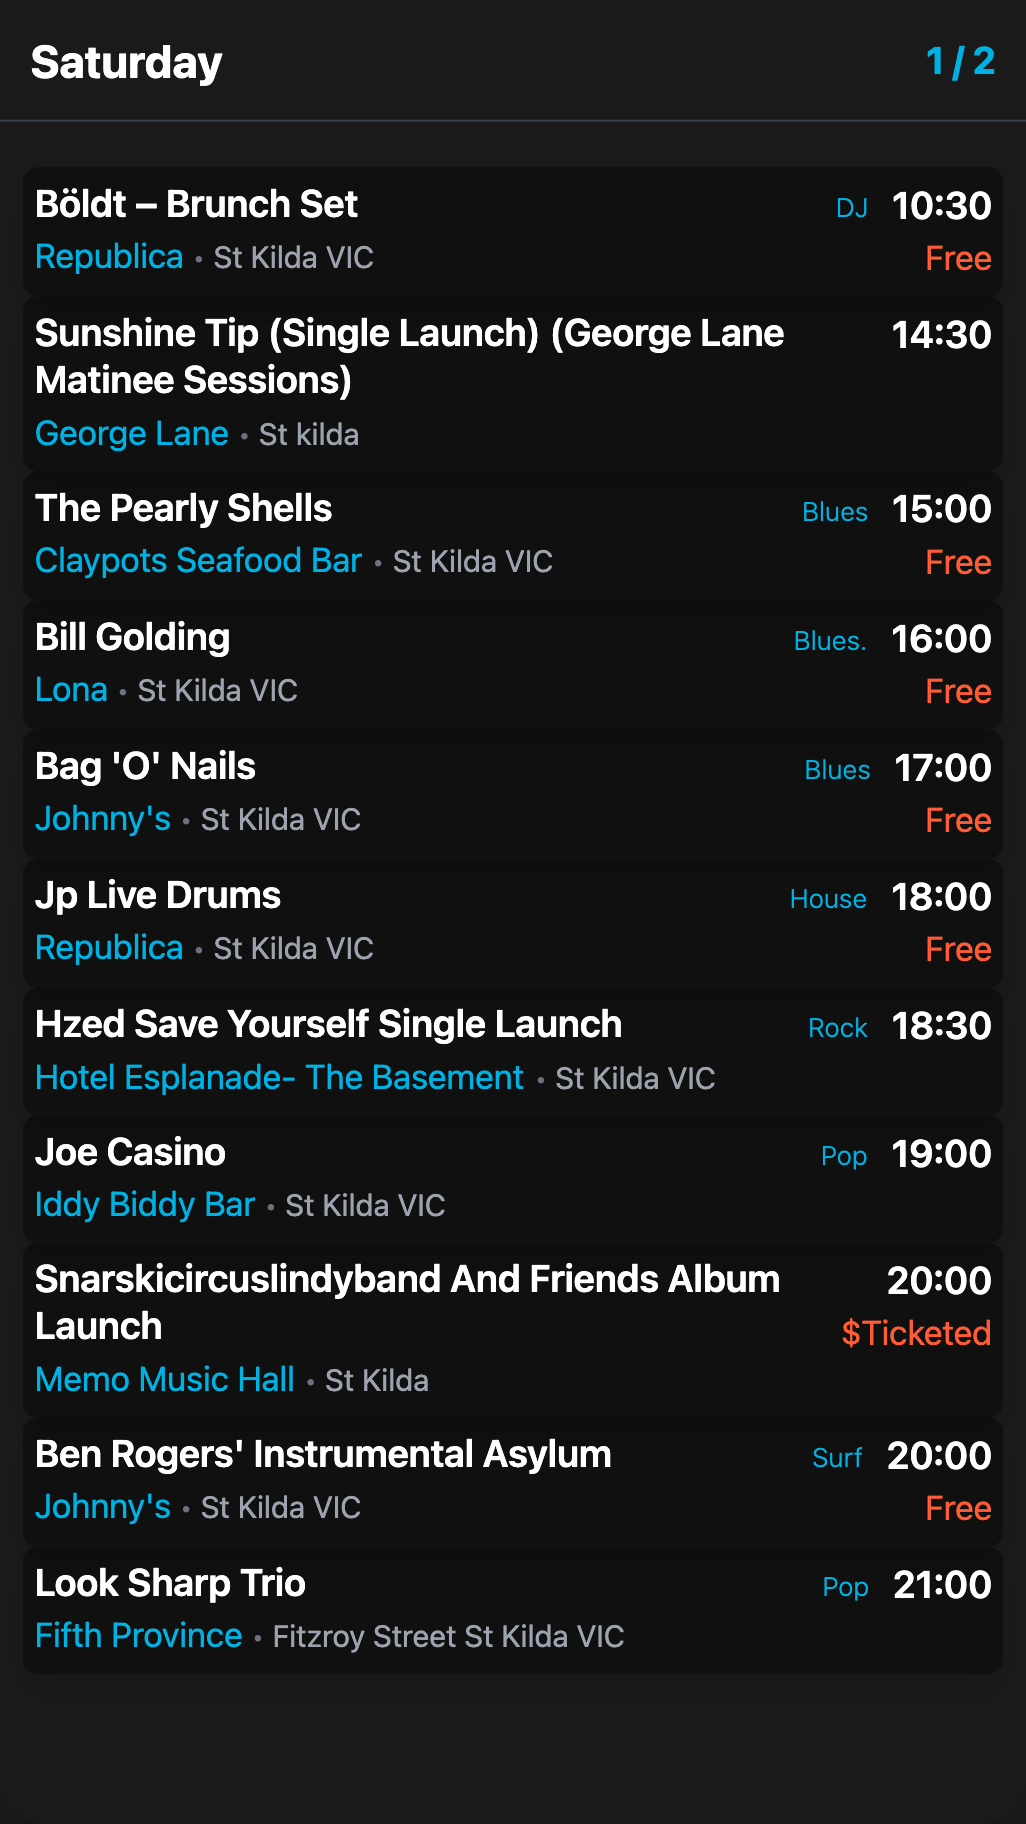 Saturday 1 / 2
Böldt – Brunch Set DJ 10:30
Republica • St Kilda VIC Free
Sunshine Tip (Single Launch) (George Lane 14:30
Matinee Sessions)
George Lane • St kilda
The Pearly Shells Blues 15:00
Claypots Seafood Bar • St Kilda VIC Free
Bill Golding Blues. 16:00
Lona • St Kilda VIC Free
Bag 'O' Nails Blues 17:00
Johnny's • St Kilda VIC Free
Jp Live Drums House 18:00
Republica • St Kilda VIC Free
Hzed Save Yourself Single Launch Rock 18:30
Hotel Esplanade- The Basement • St Kilda VIC
Joe Casino Pop 19:00
Iddy Biddy Bar • St Kilda VIC
Snarskicircuslindyband And Friends Album 20:00
Launch $Ticketed
Memo Music Hall • St Kilda
Ben Rogers' Instrumental Asylum Surf 20:00
Johnny's • St Kilda VIC Free
Look Sharp Trio Pop 21:00
Fifth Province • Fitzroy Street St Kilda VIC